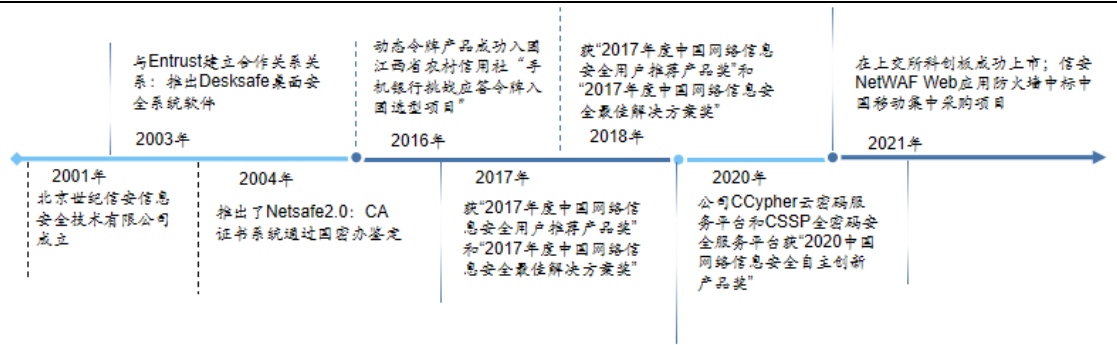 与Entrust建立合作关系关
系：推出Desksafe桌面安
全系统软件
2003年
动态令牌产品成功入围
江西省农村信用社“手
机银行挑战应答令牌入
围选型项目”
2016年
获“2017年度中国网络信息
安全用户推荐产品奖”和
“2017年度中国网络信息安
全最佳解决方案奖”
2018年
在上交所科创板成功上市；信安
NetWAF Web应用防火墙中标中
国移动集中采购项目
2021年
2001年
北京世纪信安信息
安全技术有限公司
成立
2004年
推出了Netsafe2.0：CA
证书系统通过国密办鉴定
2017年
获“2017年度中国网络信
息安全用户推荐产品奖”
和“2017年度中国网络信
息安全最佳解决方案奖”
2020年
公司CCypher云密码服
务平台和CSSP全密码安
全服务平台获“2020中国
网络信息安全自主创新
产品奖”